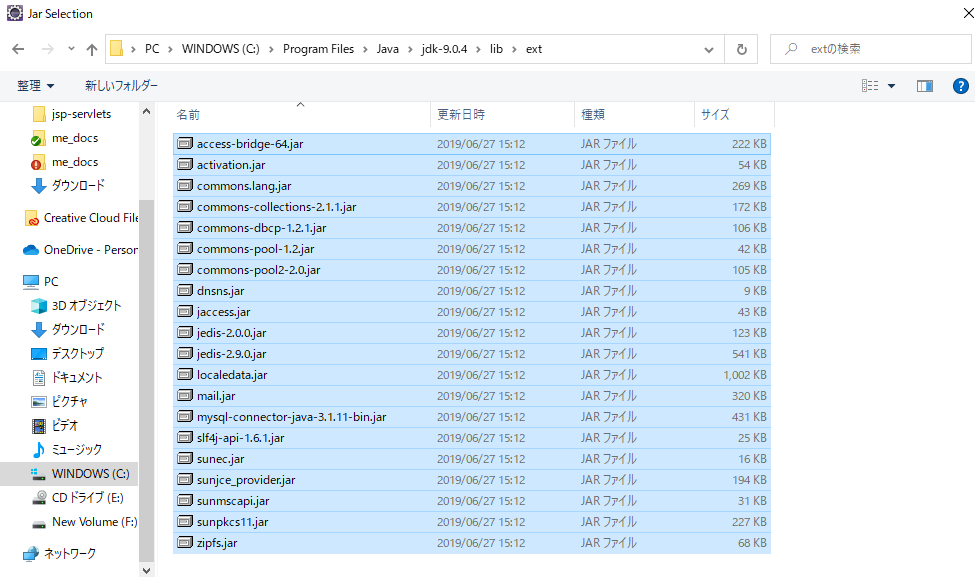 Jar Selection
PC > WINDOWS (C:) > Program Files > Java > jdk-9.0.4 > lib > ext
extの検索
整理 新しいフォルダー
名前 更新日時 種類 サイズ
jsp-servlets
me_docs
me_docs
ダウンロード
Creative Cloud File
OneDrive - Person
PC
3D オブジェクト
ダウンロード
デスクトップ
ドキュメント
ピクチャ
ビデオ
ミュージック
WINDOWS (C:)
CD ドライブ (E:)
New Volume (F:)
ネットワーク
access-bridge-64.jar 2019/06/27 15:12 JAR ファイル 222 KB
activation.jar 2019/06/27 15:12 JAR ファイル 54 KB
commons.lang.jar 2019/06/27 15:12 JAR ファイル 269 KB
commons-collections-2.1.1.jar 2019/06/27 15:12 JAR ファイル 172 KB
commons-dbcp-1.2.1.jar 2019/06/27 15:12 JAR ファイル 106 KB
commons-pool-1.2.jar 2019/06/27 15:12 JAR ファイル 42 KB
commons-pool2-2.0.jar 2019/06/27 15:12 JAR ファイル 105 KB
dnsns.jar 2019/06/27 15:12 JAR ファイル 9 KB
jaccess.jar 2019/06/27 15:12 JAR ファイル 43 KB
jedis-2.0.0.jar 2019/06/27 15:12 JAR ファイル 123 KB
jedis-2.9.0.jar 2019/06/27 15:12 JAR ファイル 541 KB
localedata.jar 2019/06/27 15:12 JAR ファイル 1,002 KB
mail.jar 2019/06/27 15:12 JAR ファイル 320 KB
mysql-connector-java-3.1.11-bin.jar 2019/06/27 15:12 JAR ファイル 431 KB
slf4j-api-1.6.1.jar 2019/06/27 15:12 JAR ファイル 25 KB
sunec.jar 2019/06/27 15:12 JAR ファイル 16 KB
sunjce_provider.jar 2019/06/27 15:12 JAR ファイル 194 KB
sunmscapi.jar 2019/06/27 15:12 JAR ファイル 31 KB
sunpkcs11.jar 2019/06/27 15:12 JAR ファイル 227 KB
zipfs.jar 2019/06/27 15:12 JAR ファイル 68 KB